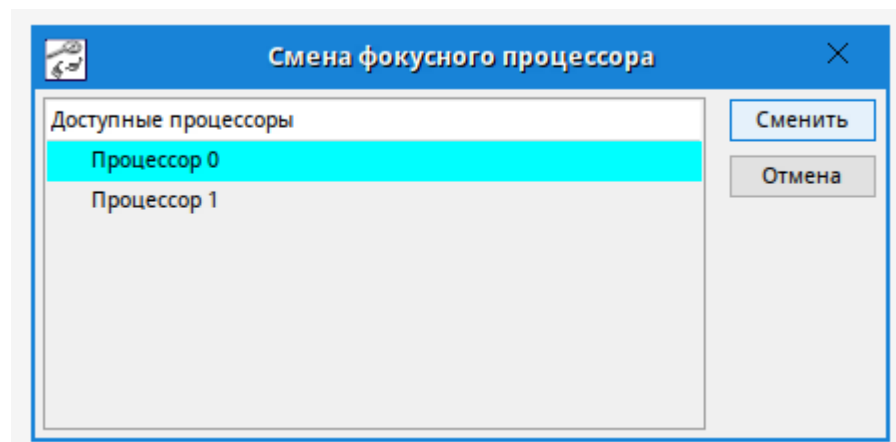 Смена фокусного процессора
Доступные процессоры
Процессор 0
Процессор 1
Сменить
Отмена